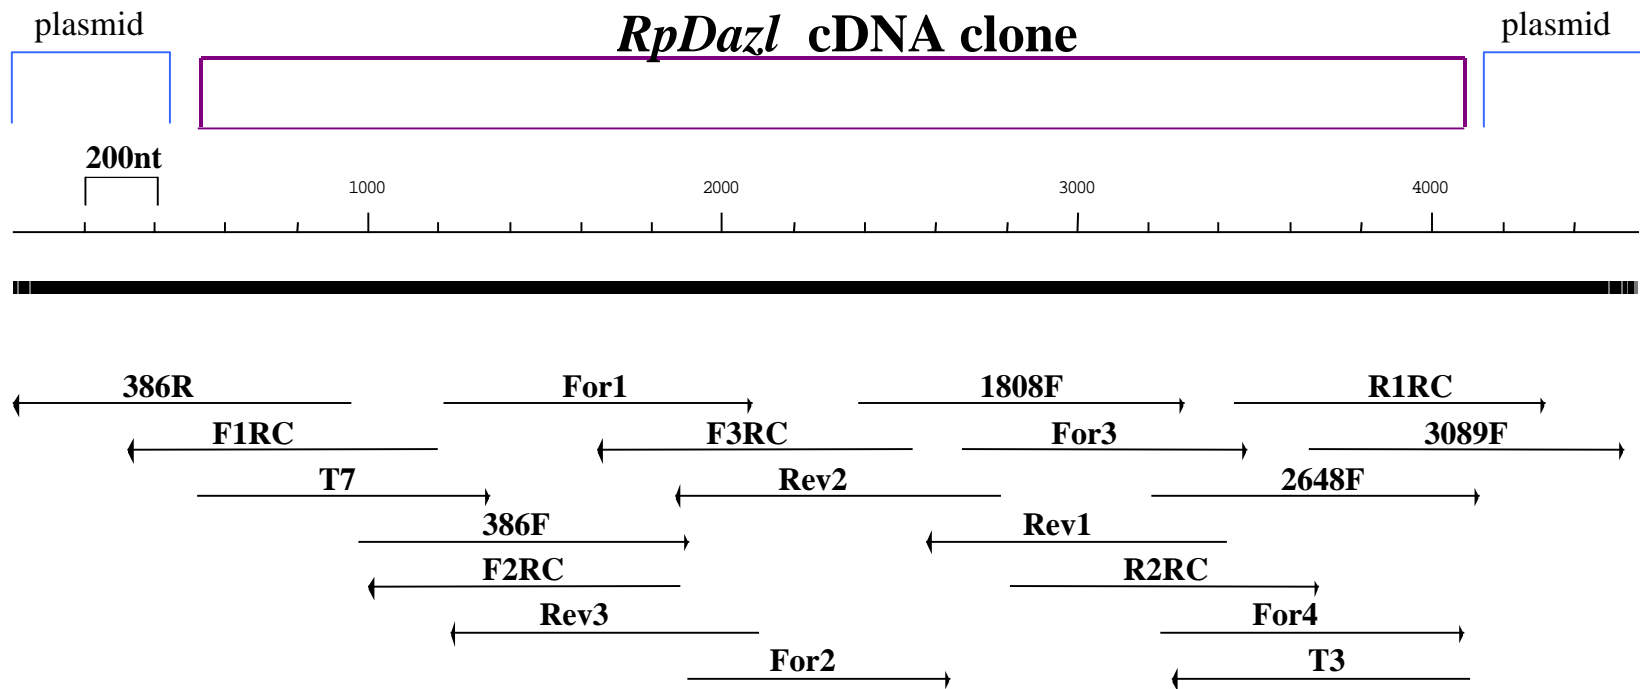 plasmid
RpDazl cDNA clone
plasmid
200nt
1000 2000 3000 4000
386R For1 1808F R1RC
F1RC F3RC For3 3089F
T7 Rev2 2648F
386F Rev1
F2RC R2RC
Rev3 For4
For2 T3